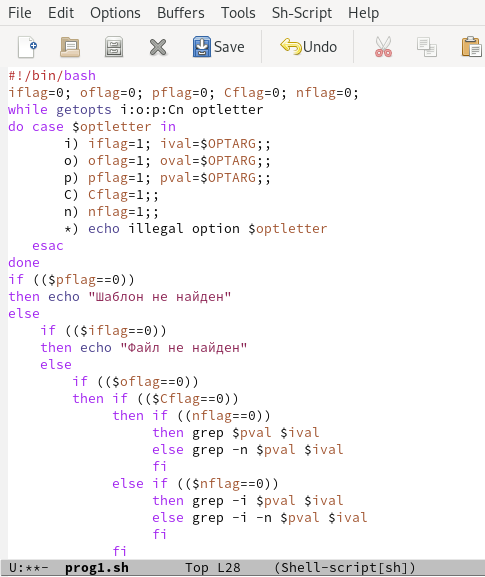 File Edit Options Buffers Tools Sh-Script Help
Save Undo
#!/bin/bash
iflag=0; oflag=0; pflag=0; Cflag=0; nflag=0;
while getopts i:o:p:Cn optletter
do case $optletter in
       i) iflag=1; ival=$OPTARG;;
       o) oflag=1; oval=$OPTARG;;
       p) pflag=1; pval=$OPTARG;;
       C) Cflag=1;;
       n) nflag=1;;
       *) echo illegal option $optletter
   esac
done
if (($pflag==0))
then echo "Шаблон не найден"
else
    if (($iflag==0))
    then echo "Файл не найден"
    else
        if (($oflag==0))
        then if (($Cflag==0))
             then if ((nflag==0))
                  then grep $pval $ival
                  else grep -n $pval $ival
                  fi
             else if (($nflag==0))
                  then grep -i $pval $ival
                  else grep -i -n $pval $ival
                  fi
             fi
U:**- prog1.sh Top L28 (Shell-script[sh])